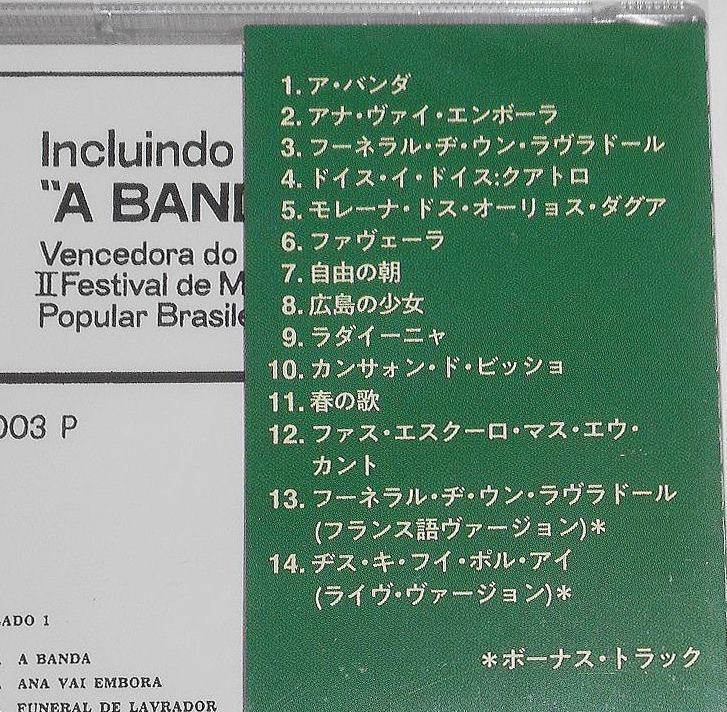 Incluindo
"A BAND
Vencedora do
II Festival de M
Popular Brasile
003 P
LADO 1
A BANDA
ANA VAI EMBORA
FUNERAL DE LAVRADOR
1. ア・バンダ
2. アナ・ヴァイ・エンボーラ
3. フーネラル・ヂ・ウン・ラヴラドール
4. ドイス・イ・ドイス:クアトロ
5. モレーナ・ドス・オーリョス・ダグア
6. ファヴェーラ
7. 自由の朝
8. 広島の少女
9. ラダイーニャ
10. カンサォン・ド・ビッショ
11. 春の歌
12. ファス・エスクーロ・マス・エウ・
カント
13. フーネラル・ヂ・ウン・ラヴラドール
(フランス語ヴァージョン)*
14. ヂス・キ・フイ・ポル・アイ
(ライヴ・ヴァージョン)*
*ボーナス・トラック